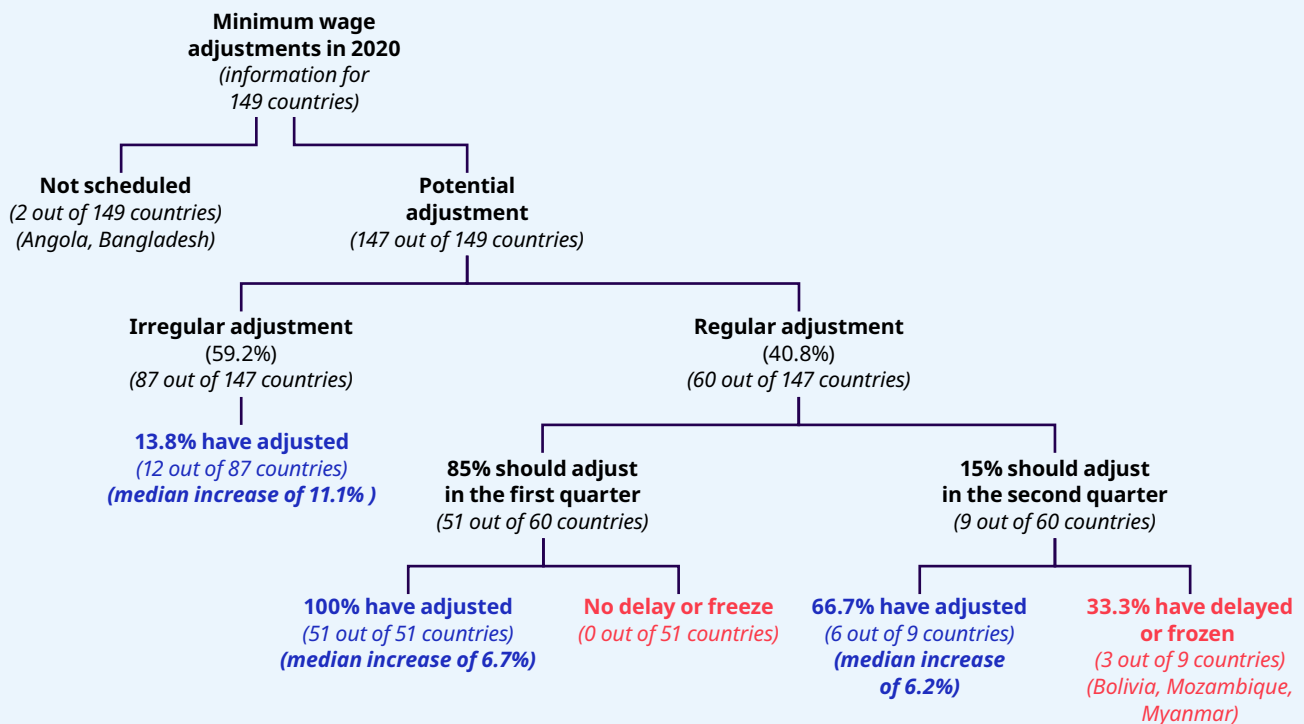 Minimum wage
adjustments in 2020
(information for
149 countries)
Not scheduled
(2 out of 149 countries)
(Angola, Bangladesh)
Potential
adjustment
(147 out of 149 countries)
Irregular adjustment
(59.2%)
(87 out of 147 countries)
Regular adjustment
(40.8%)
(60 out of 147 countries)
13.8% have adjusted
(12 out of 87 countries)
(median increase of 11.1% )
85% should adjust
in the first quarter
(51 out of 60 countries)
15% should adjust
in the second quarter
(9 out of 60 countries)
100% have adjusted
(51 out of 51 countries)
(median increase of 6.7%)
No delay or freeze
(0 out of 51 countries)
66.7% have adjusted
(6 out of 9 countries)
(median increase
of 6.2%)
33.3% have delayed
or frozen
(3 out of 9 countries)
(Bolivia, Mozambique,
Myanmar)